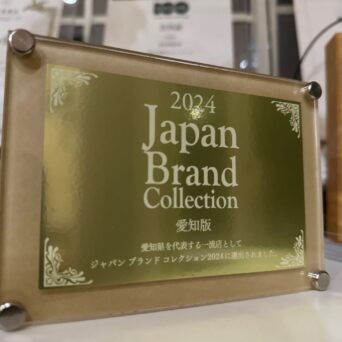 2024
Japan
Brand
Collection
愛知版
愛知県を代表する一流店として
ジャパン ブランド コレクション2024に選出されました。